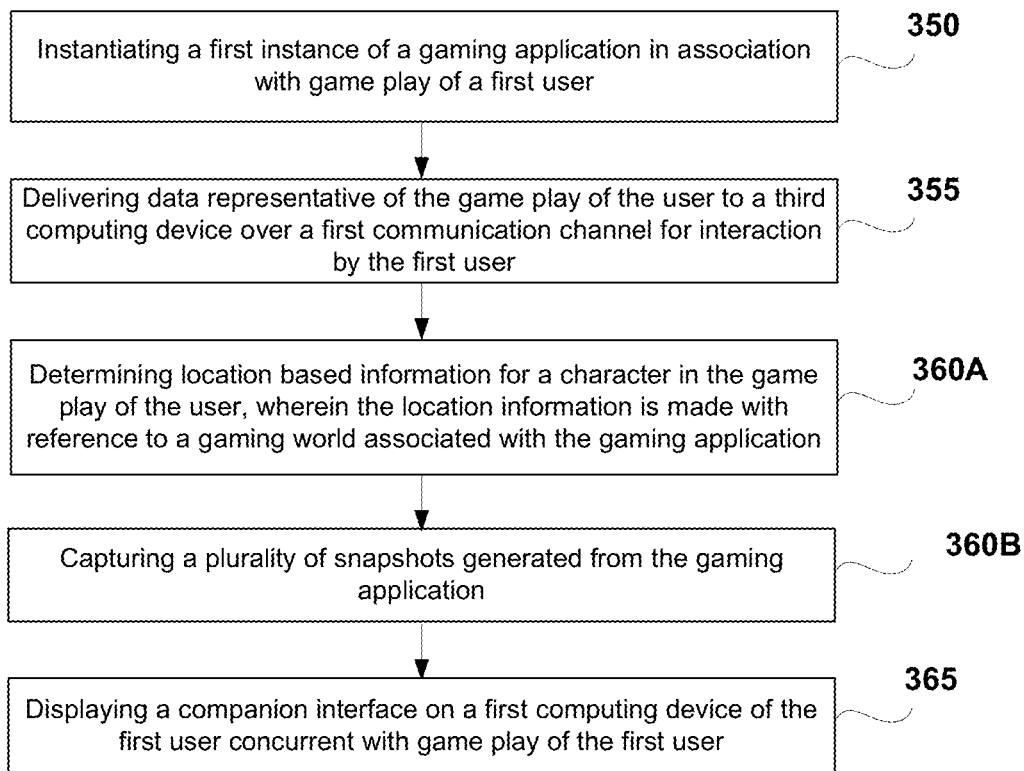 Instantiating a first instance of a gaming application in association
with game play of a first user
350
Delivering data representative of the game play of the user to a third
computing device over a first communication channel for interaction
by the first user
355
Determining location based information for a character in the game
play of the user, wherein the location information is made with
reference to a gaming world associated with the gaming application
360A
Capturing a plurality of snapshots generated from the gaming
application
360B
Displaying a companion interface on a first computing device of the
first user concurrent with game play of the first user
365